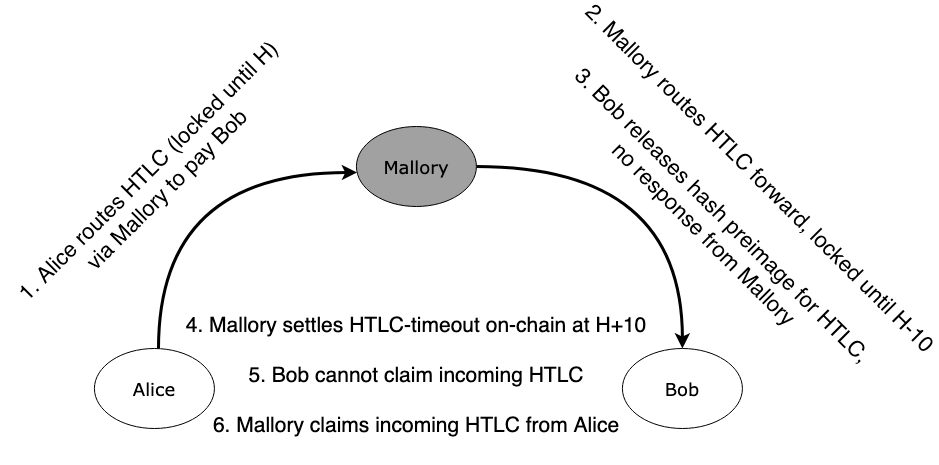 1. Alice routes HTLC (locked until H)
via Mallory to pay Bob
2. Mallory routes HTLC forward, locked until H-10
3. Bob releases hash preimage for HTLC,
no response from Mallory
Mallory
4. Mallory settles HTLC-timeout on-chain at H+10
5. Bob cannot claim incoming HTLC
6. Mallory claims incoming HTLC from Alice
Alice
Bob